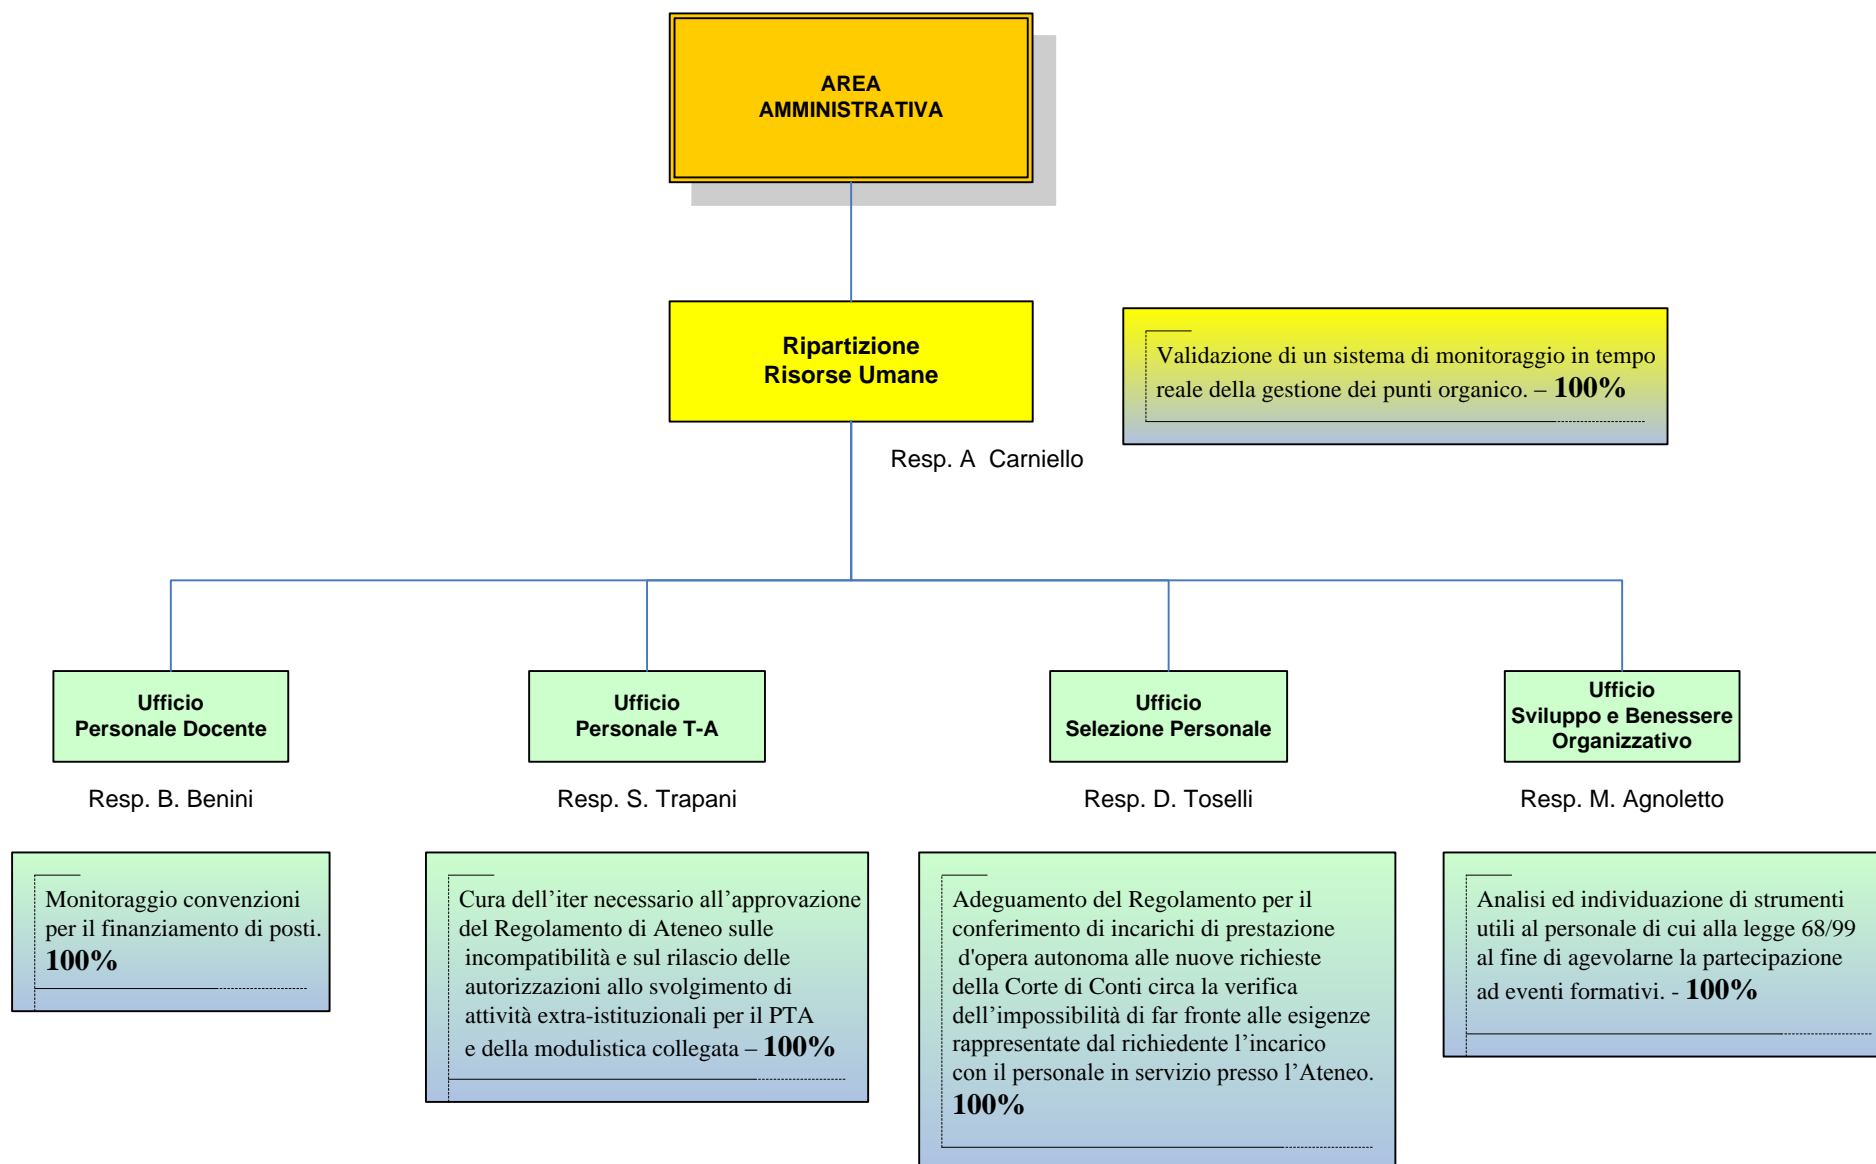 AREA
AMMINISTRATIVA
Ripartizione
Risorse Umane
Validazione di un sistema di monitoraggio in tempo
reale della gestione dei punti organico. – 100%
Resp. A  Carniello
Ufficio
Personale Docente
Resp. B. Benini
Monitoraggio convenzioni
per il finanziamento di posti.
100%
Ufficio
Personale T-A
Resp. S. Trapani
Cura dell’iter necessario all’approvazione
del Regolamento di Ateneo sulle
incompatibilità e sul rilascio delle
autorizzazioni allo svolgimento di
attività extra-istituzionali per il PTA
e della modulistica collegata – 100%
Ufficio
Selezione Personale
Resp. D. Toselli
Adeguamento del Regolamento per il
conferimento di incarichi di prestazione
d'opera autonoma alle nuove richieste
della Corte di Conti circa la verifica
dell’impossibilità di far fronte alle esigenze
rappresentate dal richiedente l’incarico
con il personale in servizio presso l’Ateneo.
100%
Ufficio
Sviluppo e Benessere
Organizzativo
Resp. M. Agnoletto
Analisi ed individuazione di strumenti
utili al personale di cui alla legge 68/99
al fine di agevolarne la partecipazione
ad eventi formativi. - 100%